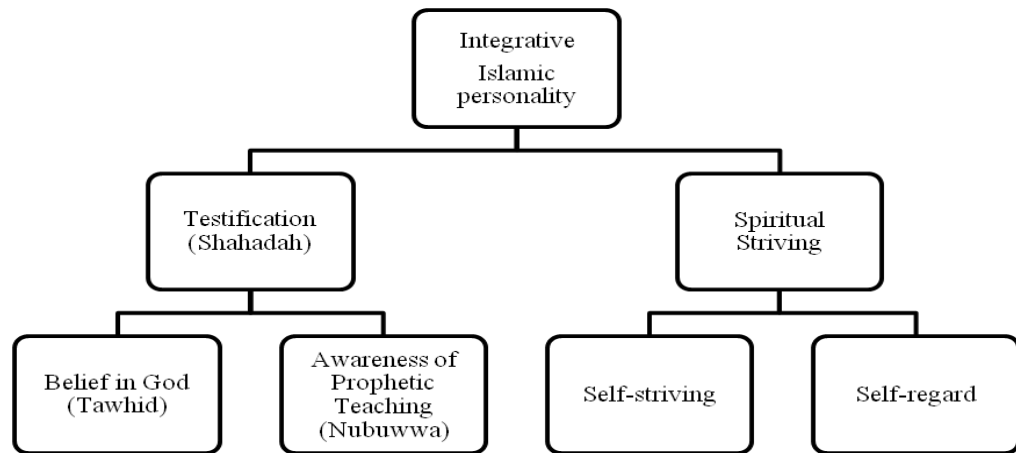 Integrative
Islamic
personality
Testification
(Shahadah)
Spiritual
Striving
Belief in God
(Tawhid)
Awareness of
Prophetic
Teaching
(Nubuwwa)
Self-striving
Self-regard